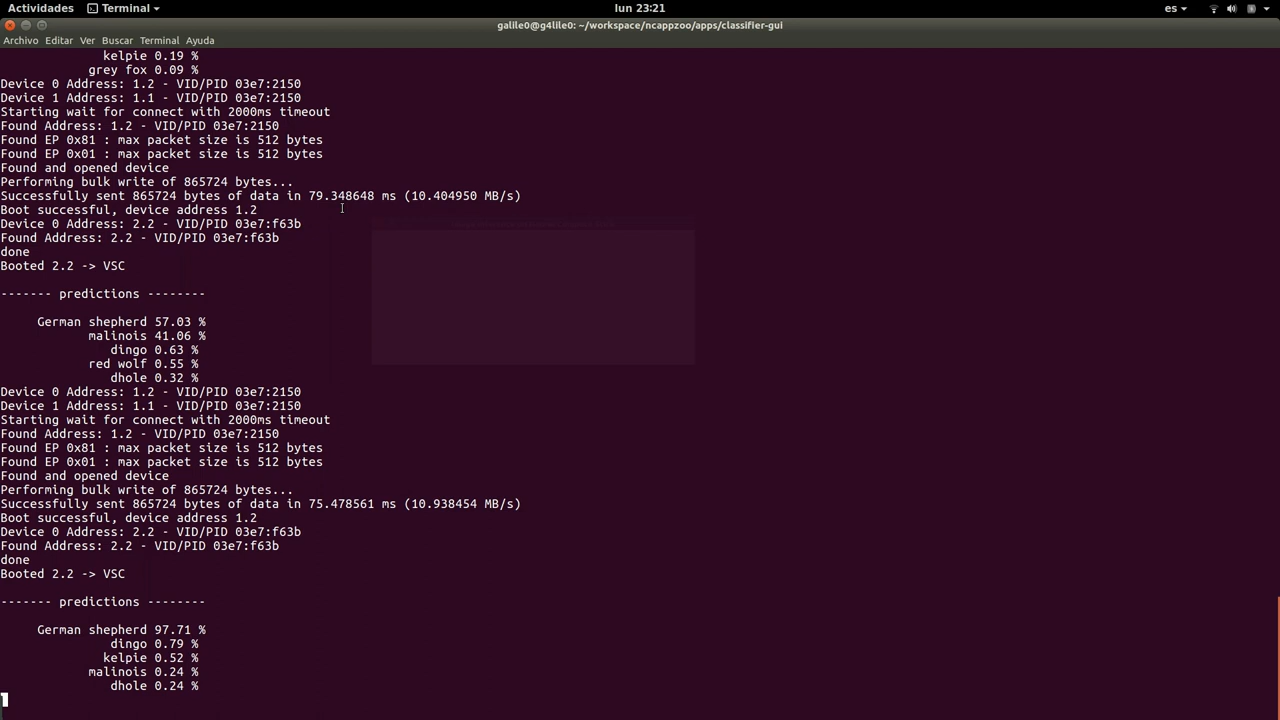 Actividades Terminal lun 23:21 es
galile0@g4lile0: ~/workspace/ncappzoo/apps/classifier-gui
Archivo Editar Ver Buscar Terminal Ayuda
kelpie 0.19 %
grey fox 0.09 %
Device 0 Address: 1.2 - VID/PID 03e7:2150
Device 1 Address: 1.1 - VID/PID 03e7:2150
Starting wait for connect with 2000ms timeout
Found Address: 1.2 - VID/PID 03e7:2150
Found EP 0x81 : max packet size is 512 bytes
Found EP 0x01 : max packet size is 512 bytes
Found and opened device
Performing bulk write of 865724 bytes...
Successfully sent 865724 bytes of data in 79.348648 ms (10.404950 MB/s)
Boot successful, device address 1.2
Device 0 Address: 2.2 - VID/PID 03e7:f63b
Found Address: 2.2 - VID/PID 03e7:f63b
done
Booted 2.2 -> VSC
------- predictions --------
German shepherd 57.03 %
malinois 41.06 %
dingo 0.63 %
red wolf 0.55 %
dhole 0.32 %
Device 0 Address: 1.2 - VID/PID 03e7:2150
Device 1 Address: 1.1 - VID/PID 03e7:2150
Starting wait for connect with 2000ms timeout
Found Address: 1.2 - VID/PID 03e7:2150
Found EP 0x81 : max packet size is 512 bytes
Found EP 0x01 : max packet size is 512 bytes
Found and opened device
Performing bulk write of 865724 bytes...
Successfully sent 865724 bytes of data in 75.478561 ms (10.938454 MB/s)
Boot successful, device address 1.2
Device 0 Address: 2.2 - VID/PID 03e7:f63b
Found Address: 2.2 - VID/PID 03e7:f63b
done
Booted 2.2 -> VSC
------- predictions --------
German shepherd 97.71 %
dingo 0.79 %
kelpie 0.52 %
malinois 0.24 %
dhole 0.24 %